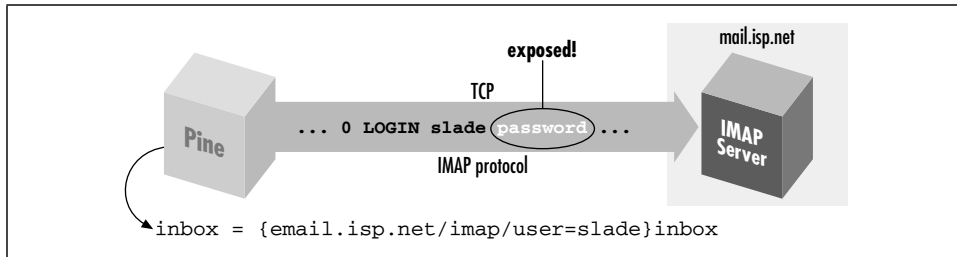 mail.isp.net
exposed!
TCP
Pine
... 0 LOGIN slade password ...
IMAP
Server
IMAP protocol
inbox = {email.isp.net/imap/user=slade}inbox